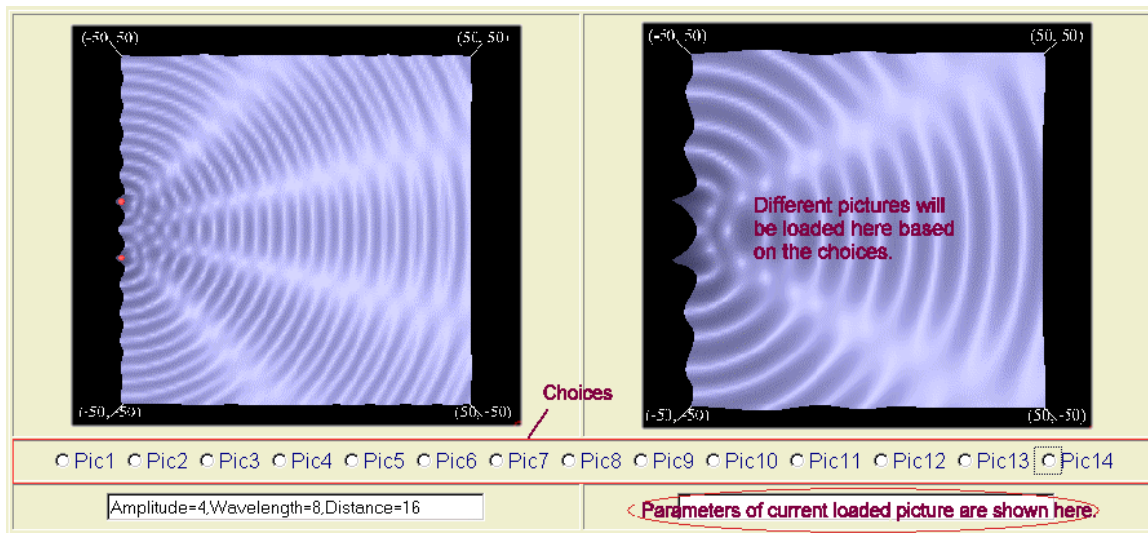 (-50, 50) (50, 50)
(-50, 50) (50, 50)
Different pictures will
be loaded here based
on the choices.
(-50, -50) (50, -50)
(-50, -50) (50, -50)
Choices
Pic1 Pic2 Pic3 Pic4 Pic5 Pic6 Pic7 Pic8 Pic9 Pic10 Pic11 Pic12 Pic13 Pic14
Amplitude=4,Wavelength=8,Distance=16
Parameters of current loaded picture are shown here.